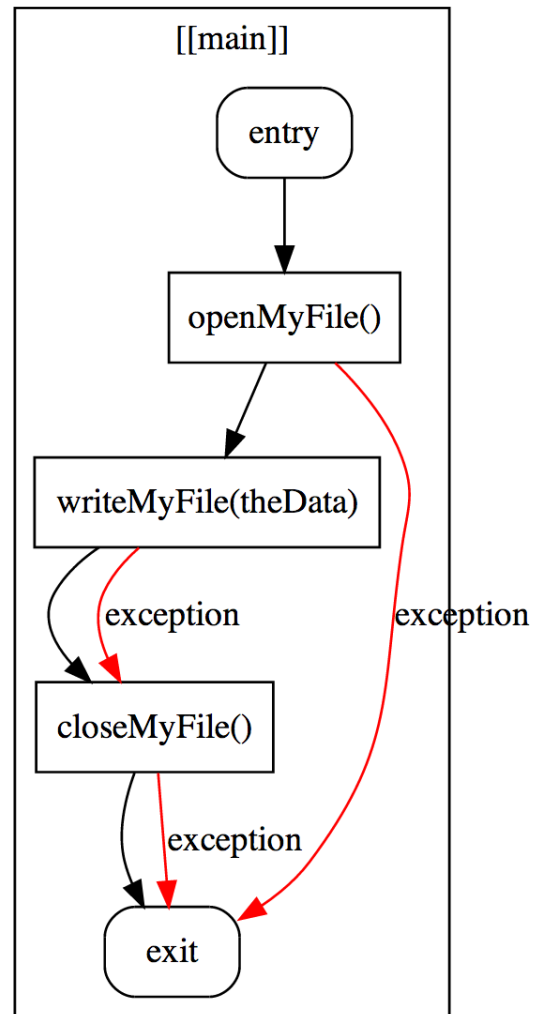 [[main]]
entry
openMyFile()
writeMyFile(theData)
exception
exception
closeMyFile()
exception
exit